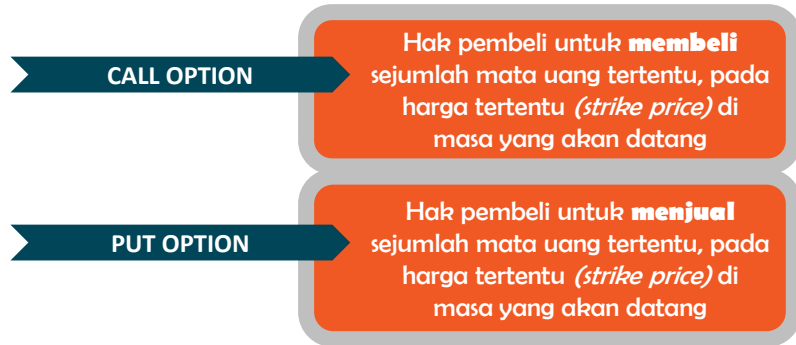 CALL OPTION
Hak pembeli untuk membeli
sejumlah mata uang tertentu, pada
harga tertentu (strike price) di
masa yang akan datang
PUT OPTION
Hak pembeli untuk menjual
sejumlah mata uang tertentu, pada
harga tertentu (strike price) di
masa yang akan datang